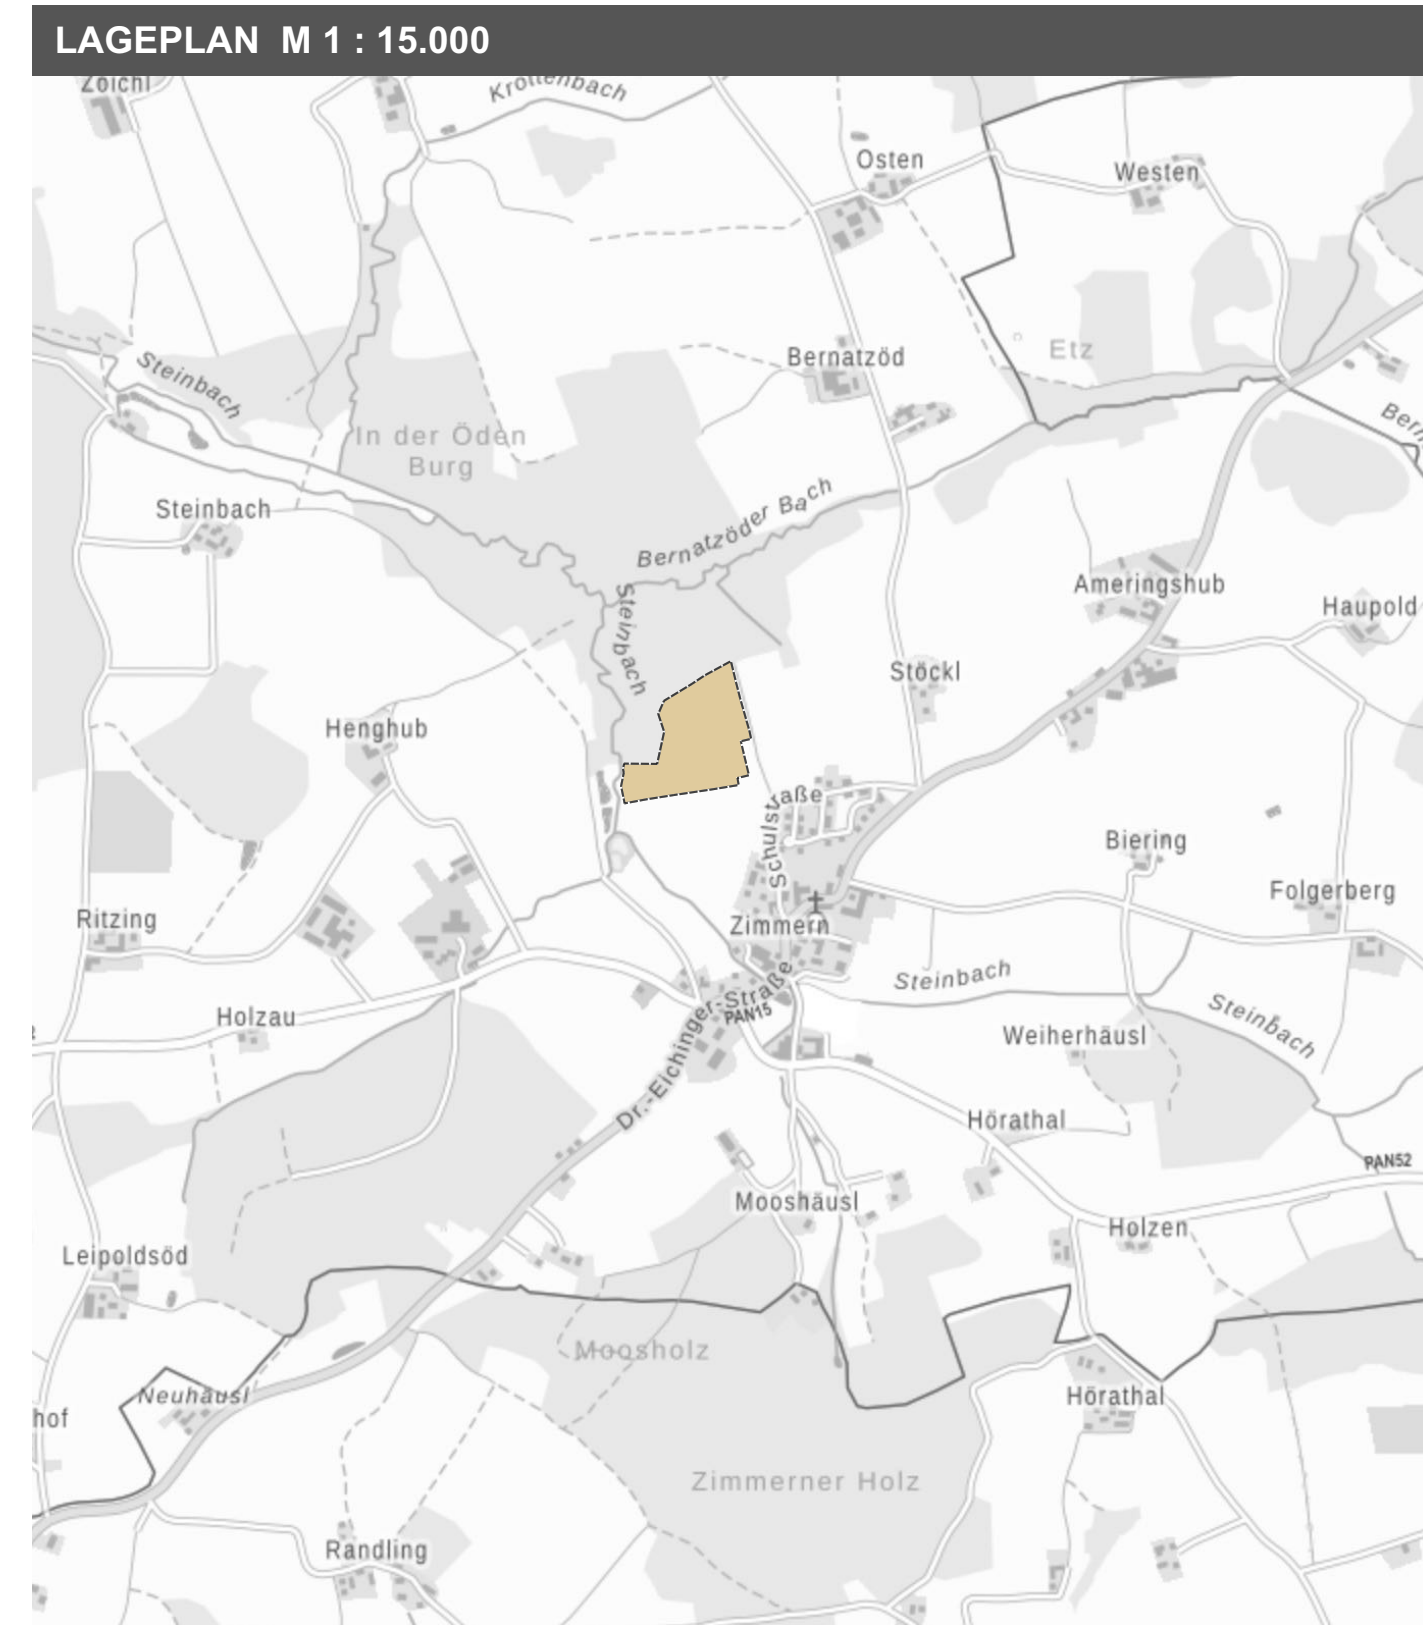 LAGEPLAN M 1 : 15.000
Zoichl
Krottenbach
Osten
Westen
Steinbach
Bernatzöd
Etz
In der Öden
Burg
Steinbach
Bernatzöder Bach
Steinbach
Ameringshub
Haupold
Stöckl
Henghub
Schulstraße
Biering
Folgerberg
Ritzing
Zimmern
Steinbach
Steinbach
Holzau
Dr.-Eichinger-Straße
PAN15
Weiherhäusl
Hörathal
PAN52
Mooshäusl
Holzen
Leipoldsöd
Moosholz
Neuhäusl
hof
Hörathal
Zimmerner Holz
Randling